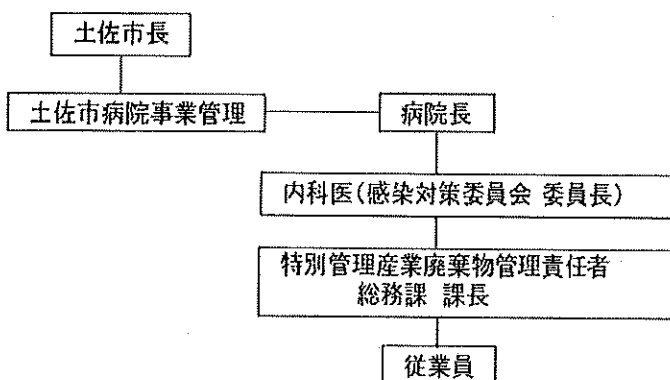 土佐市長
土佐市病院事業管理
病院長
内科医(感染対策委員会 委員長)
特別管理産業廃棄物管理責任者
総務課 課長
従業員